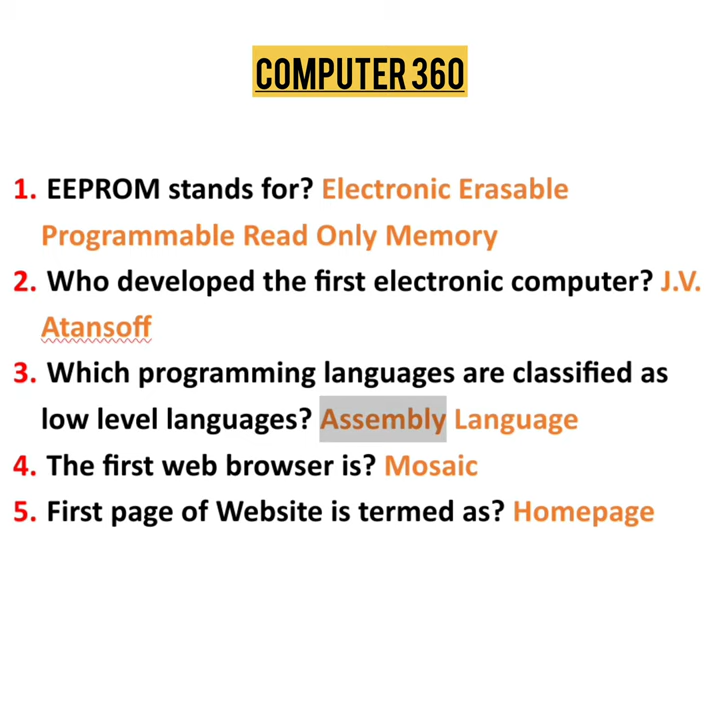 COMPUTER 360
1. EEPROM stands for? Electronic Erasable
Programmable Read Only Memory
2. Who developed the first electronic computer? J.V.
Atansoff
3. Which programming languages are classified as
low level languages? Assembly Language
4. The first web browser is? Mosaic
5. First page of Website is termed as? Homepage